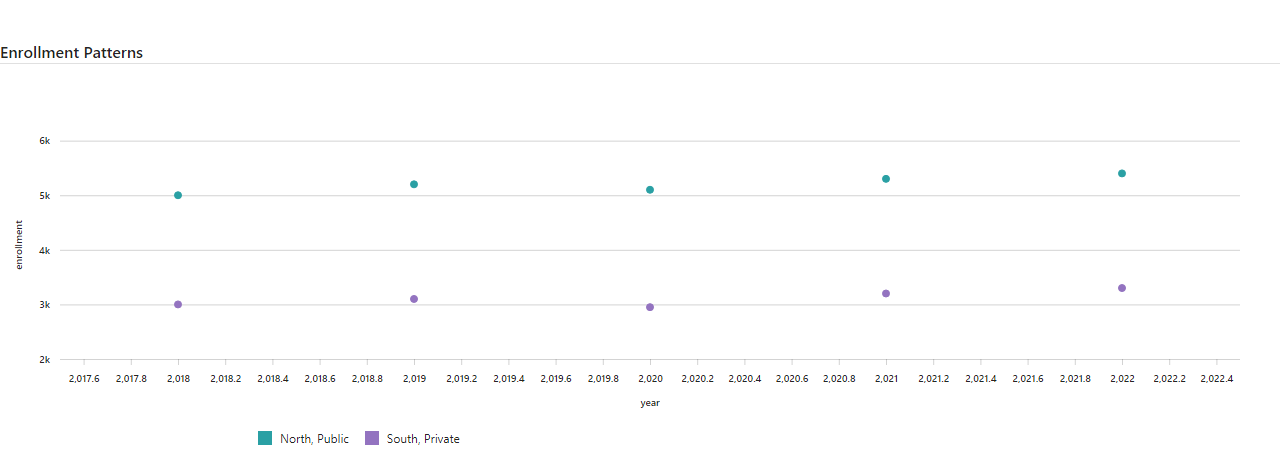 Enrollment Patterns
6k
5k
4k
3k
2k
enrollment
2,017.6 2,017.8 2,018 2,018.2 2,018.4 2,018.6 2,018.8 2,019 2,019.2 2,019.4 2,019.6 2,019.8 2,020 2,020.2 2,020.4 2,020.6 2,020.8 2,021 2,021.2 2,021.4 2,021.6 2,021.8 2,022 2,022.2 2,022.4
year
North, Public South, Private